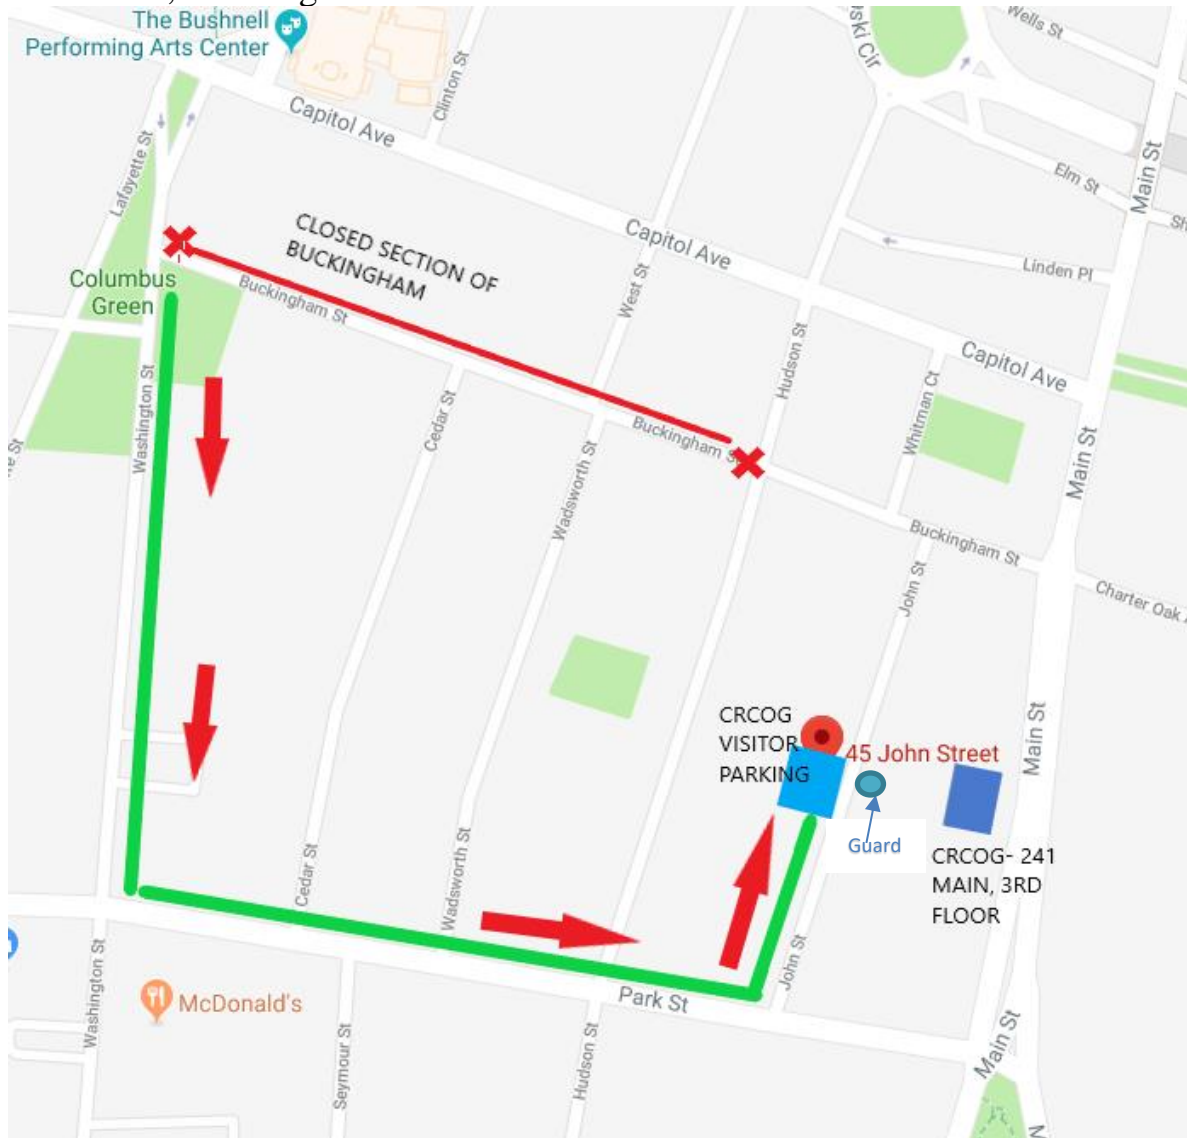 The Bushnell
Performing Arts Center
Clinton St
Wells St
ski Cir
Capitol Ave
Main St
Elm St
Sh
Lafayette St
CLOSED SECTION OF
BUCKINGHAM
Capitol Ave
Linden Pl
Columbus
Green
Buckingham St
West St
Hudson St
Capitol Ave
Washington St
Cedar St
Whitman Ct
Buckingham S
Main St
Wadsworth St
Buckingham St
John St
Charter Oak
CRCOG
VISITOR
PARKING
45 John Street
Main St
Guard
CRCOG- 241
MAIN, 3RD
FLOOR
Cedar St
Wadsworth St
John St
Washington St
McDonald's
Park St
Seymour St
Hudson St
Main St